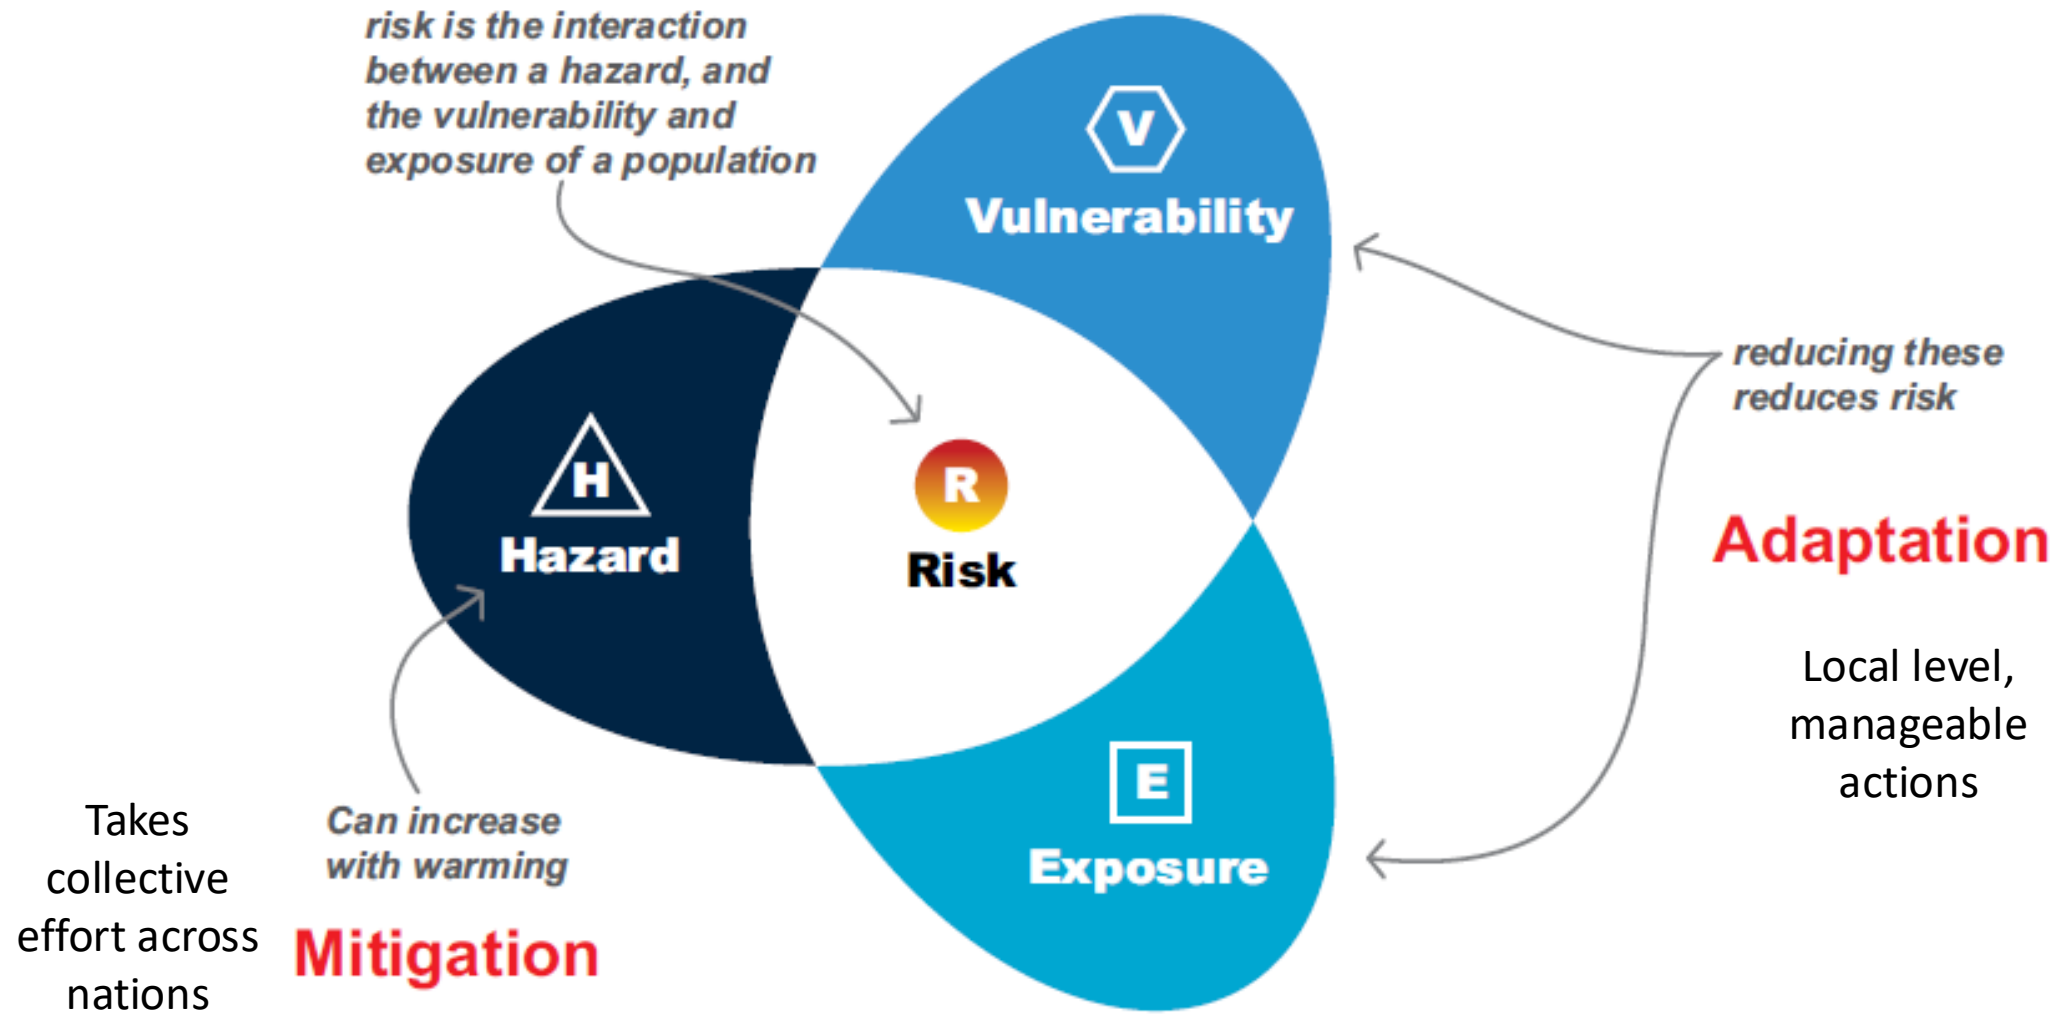 risk is the interaction
between a hazard, and
the vulnerability and
exposure of a population
V
Vulnerability
reducing these
reduces risk
H
Hazard
R
Risk
Adaptation
Local level,
manageable
actions
E
Exposure
Can increase
with warming
Takes
collective
effort across
nations
Mitigation